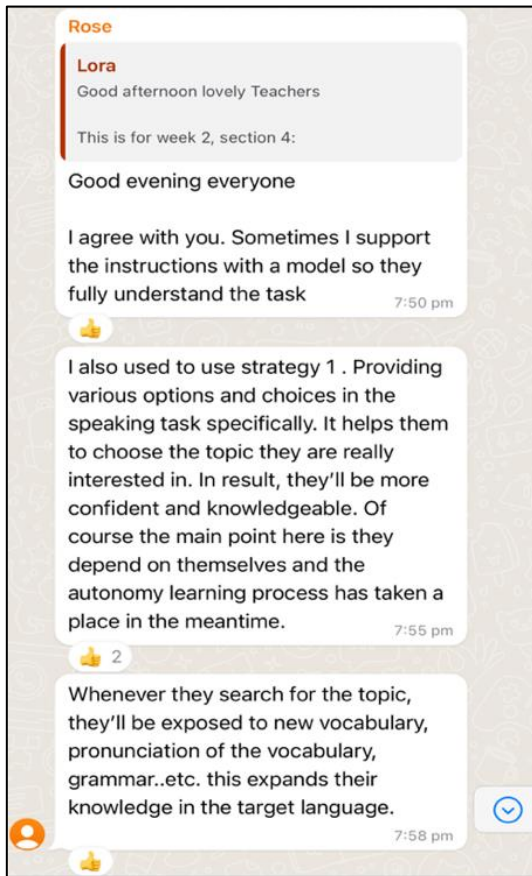 Rose
Lora
Good afternoon lovely Teachers
This is for week 2, section 4:
Good evening everyone
I agree with you. Sometimes I support
the instructions with a model so they
fully understand the task
7:50 pm
👍
I also used to use strategy 1 . Providing
various options and choices in the
speaking task specifically. It helps them
to choose the topic they are really
interested in. In result, they’ll be more
confident and knowledgeable. Of
course the main point here is they
depend on themselves and the
autonomy learning process has taken a
place in the meantime.
7:55 pm
👍 2
Whenever they search for the topic,
they’ll be exposed to new vocabulary,
pronunciation of the vocabulary,
grammar..etc. this expands their
knowledge in the target language.
7:58 pm
👍